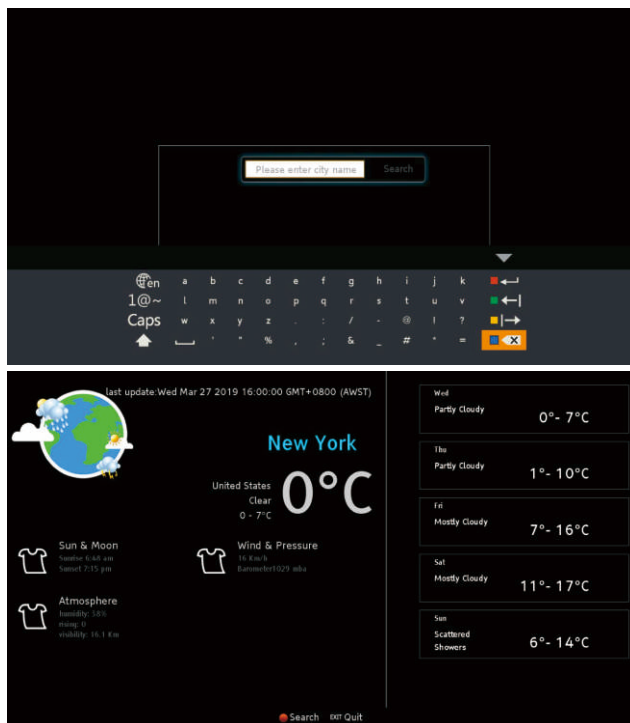 Please enter city name Search
en a b c d e f g h i j k
1@~ l m n o p q r s t u v
Caps w x y z . : / - @ ! ?
' " % , ; & _ # * =
last update:Wed Mar 27 2019 16:00:00 GMT+0800 (AWST)
New York
United States
Clear
0 - 7°C
0°C
Sun & Moon
Sunrise 6:48 am
Sunset 7:15 pm
Wind & Pressure
16 Km/h
Barometer1029 mba
Atmosphere
humidity: 58%
rising: 0
visibility: 16.1 Km
Wed
Partly Cloudy
0°- 7°C
Thu
Partly Cloudy
1°- 10°C
Fri
Mostly Cloudy
7°- 16°C
Sat
Mostly Cloudy
11°- 17°C
Sun
Scattered
Showers
6°- 14°C
Search EXIT Quit